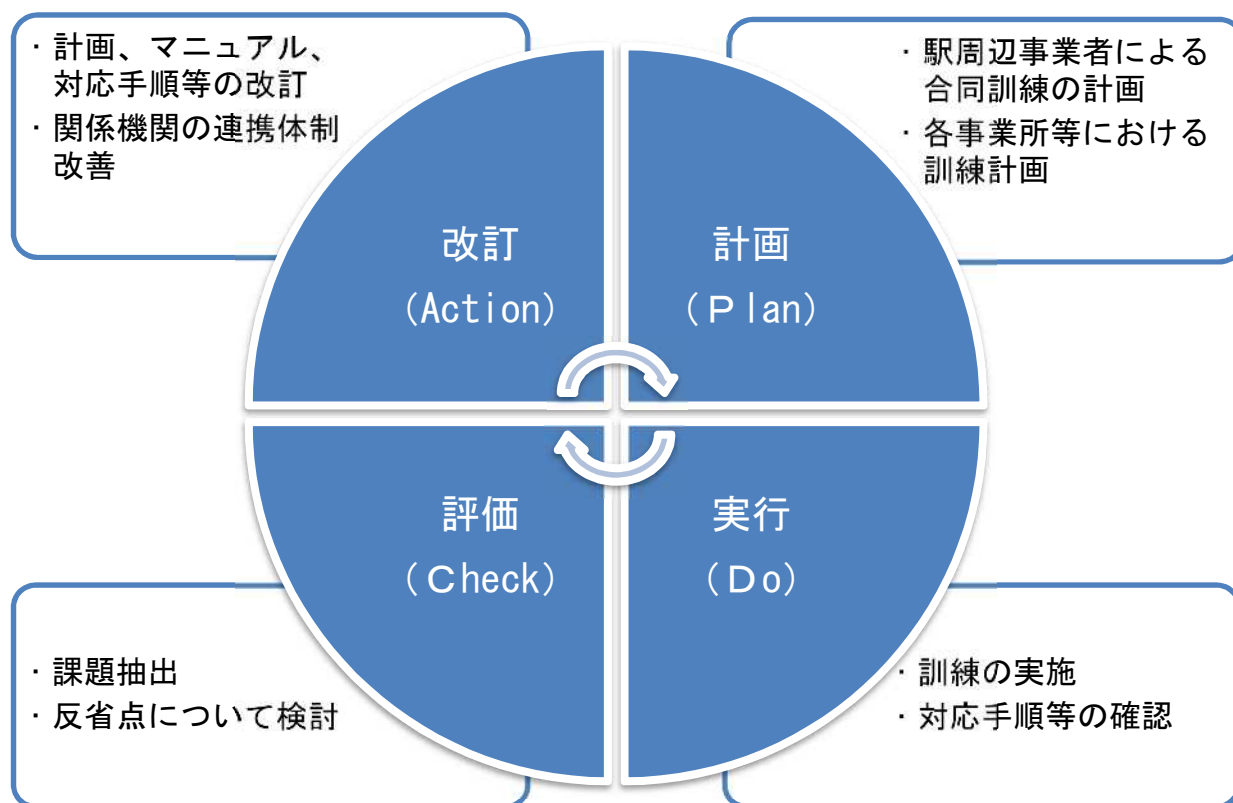 ・計画、マニュアル、
対応手順等の改訂
・関係機関の連携体制
改善
・駅周辺事業者による
合同訓練の計画
・各事業所等における
訓練計画
改訂
(Action)
計画
(Ｐlan)
評価
(Ｃheck)
実行
(Ｄo)
・課題抽出
・反省点について検討
・訓練の実施
・対応手順等の確認